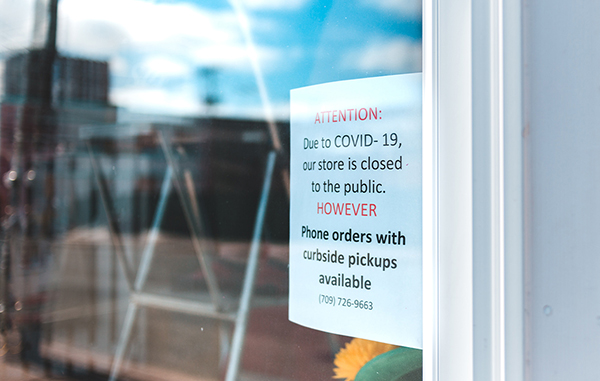 ATTENTION:
Due to COVID- 19,
our store is closed
to the public.
HOWEVER
Phone orders with
curbside pickups
available
(709) 726-9663